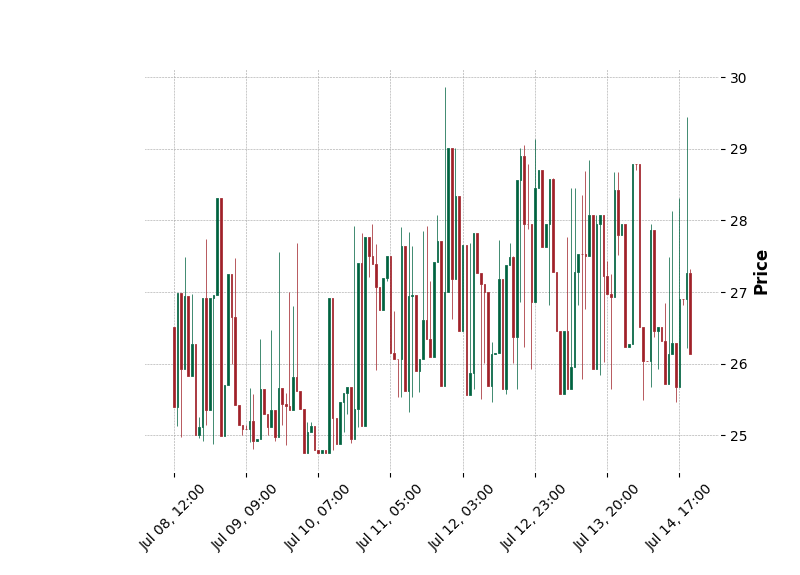 30
29
28
27
26
25
Price
Jul 08, 12:00
Jul 09, 09:00
Jul 10, 07:00
Jul 11, 05:00
Jul 12, 03:00
Jul 12, 23:00
Jul 13, 20:00
Jul 14, 17:00